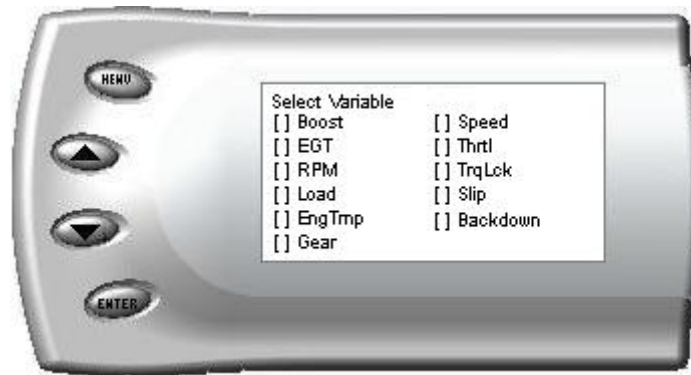 MENU
ENTER
Select Variable
[ ] Boost
[ ] EGT
[ ] RPM
[ ] Load
[ ] EngTmp
[ ] Gear
[ ] Speed
[ ] Thrtl
[ ] TrqLck
[ ] Slip
[ ] Backdown